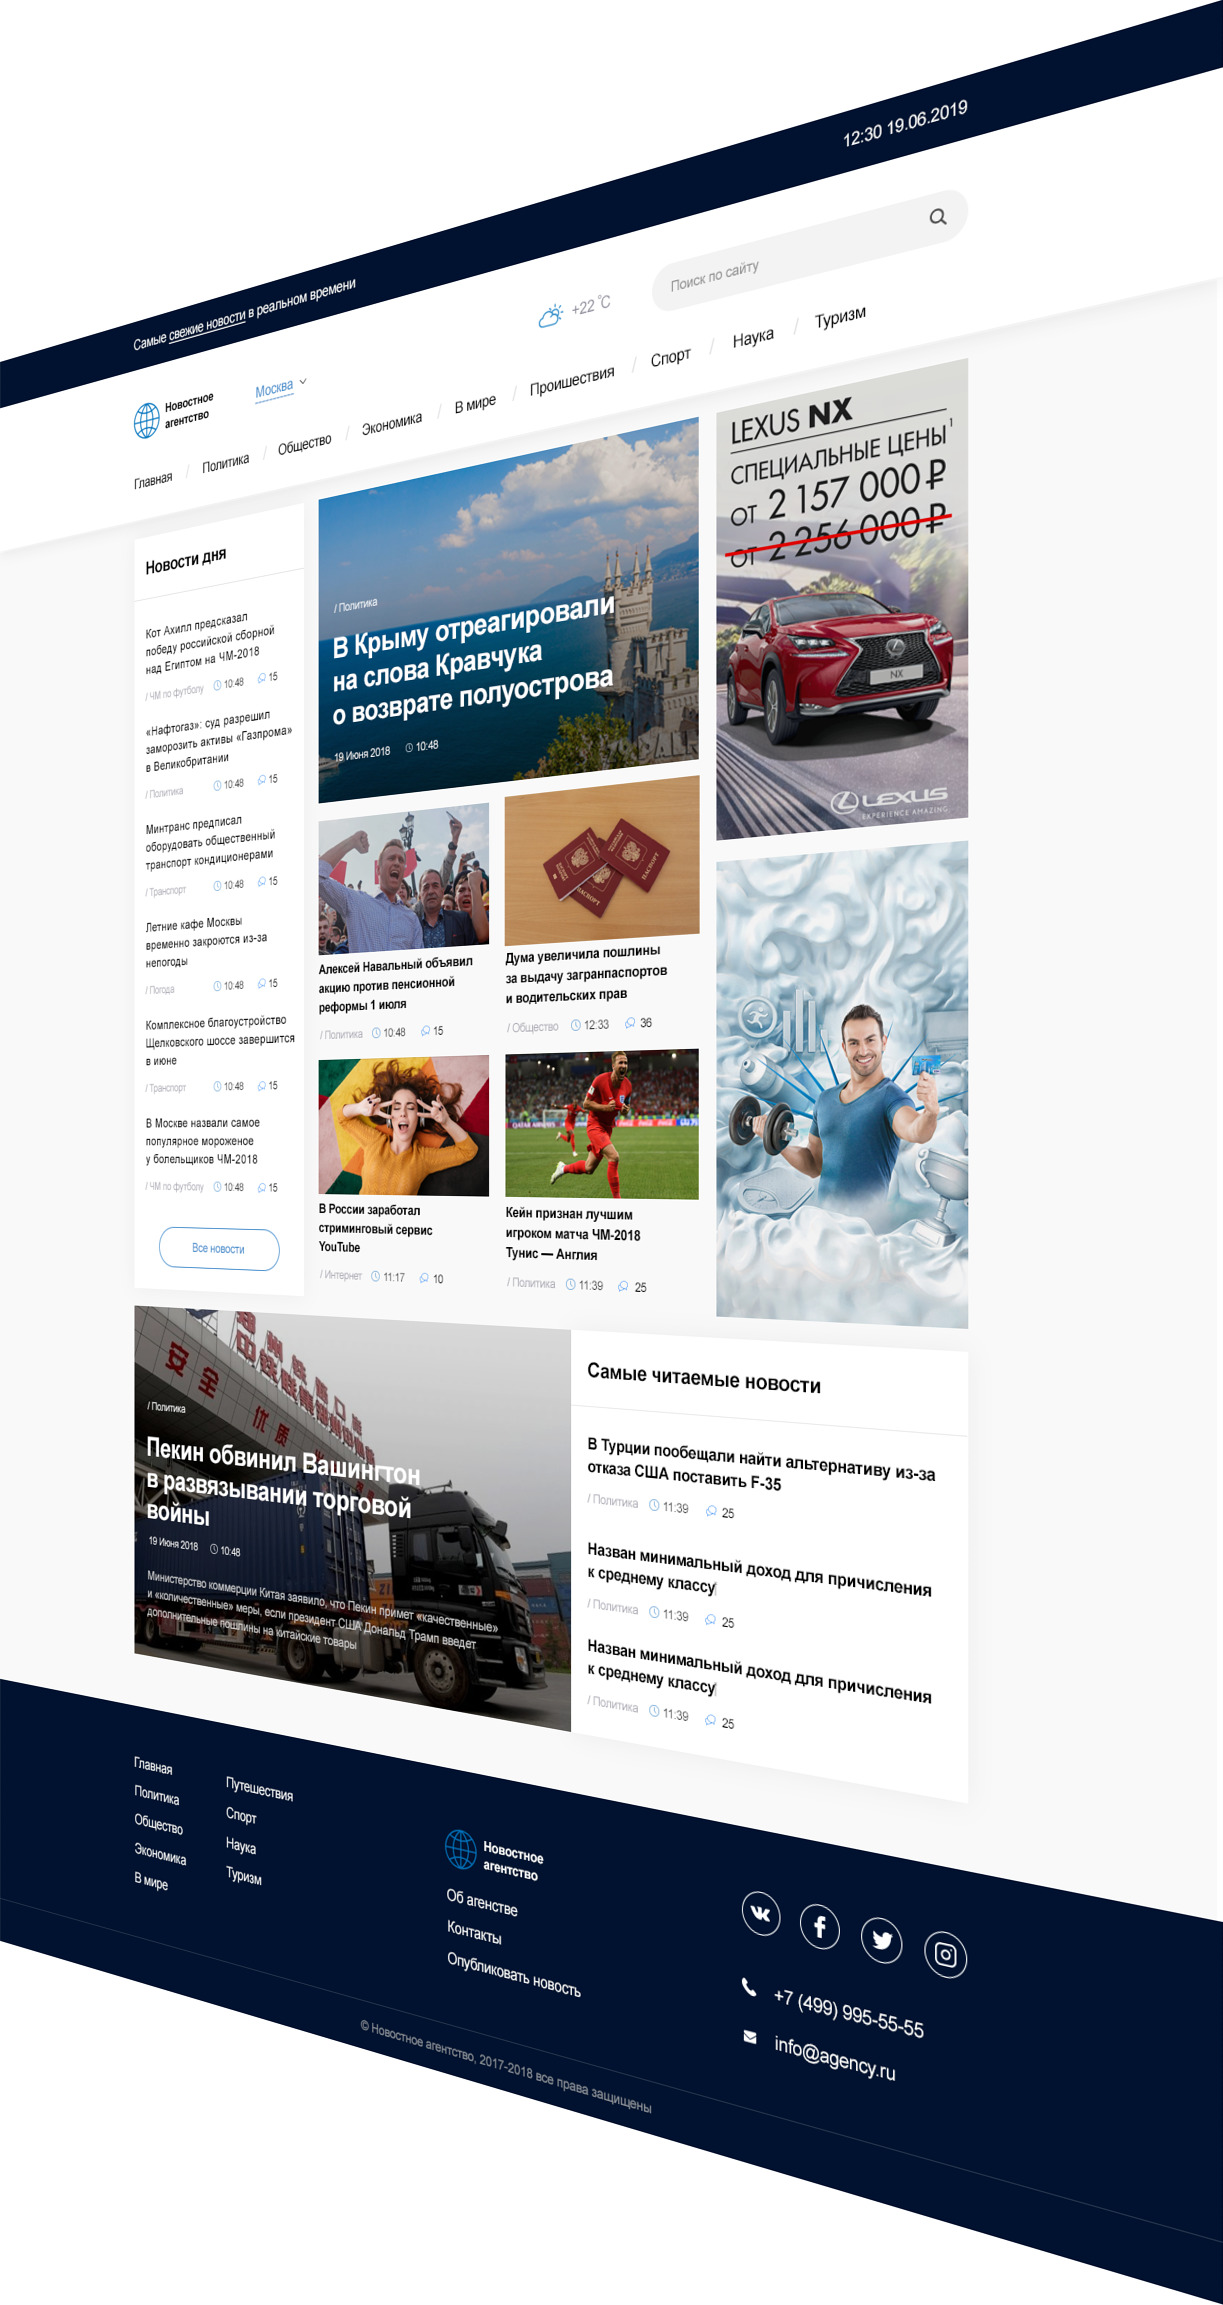 12:30 19.06.2019
Самые свежие новости в реальном времени
+22 °C
Поиск по сайту
Новостное
агентство
Москва
Главная / Политика / Общество / Экономика / В мире / Проишествия / Спорт / Наука / Туризм
Новости дня
Кот Ахилл предсказал
победу российской сборной
над Египтом на ЧМ-2018
/ ЧМ по футболу 10:48 15
«Нафтогаз»: суд разрешил
заморозить активы «Газпрома»
в Великобритании
/ Политика 10:48 15
Минтранс предписал
оборудовать общественный
транспорт кондиционерами
/ Транспорт 10:48 15
Летние кафе Москвы
временно закроются из-за
непогоды
/ Погода 10:48 15
Комплексное благоустройство
Щелковского шоссе завершится
в июне
/ Транспорт 10:48 15
В Москве назвали самое
популярное мороженое
у болельщиков ЧМ-2018
/ ЧМ по футболу 10:48 15
Все новости
/ Политика
В Крыму отреагировали
на слова Кравчука
о возврате полуострова
19 Июня 2018 10:48
Алексей Навальный объявил
акцию против пенсионной
реформы 1 июля
/ Политика 10:48 15
ПАСПОРТ
ПАСПОРТ
Дума увеличила пошлины
за выдачу загранпаспортов
и водительских прав
/ Общество 12:33 36
В России заработал
стриминговый сервис
YouTube
/ Интернет 11:17 10
QATAR AIRWAYS
Кейн признан лучшим
игроком матча ЧМ-2018
Тунис — Англия
/ Политика 11:39 25
LEXUS NX
СПЕЦИАЛЬНЫЕ ЦЕНЫ1
ОТ 2 157 000 ₽
ОТ 2 256 000 ₽
NX
LEXUS
EXPERIENCE AMAZING
安全 优质
/ Политика
Пекин обвинил Вашингтон
в развязывании торговой
войны
19 Июня 2018 10:48
Министерство коммерции Китая заявило, что Пекин примет «качественные»
и «количественные» меры, если президент США Дональд Трамп введет
дополнительные пошлины на китайские товары
Самые читаемые новости
В Турции пообещали найти альтернативу из-за
отказа США поставить F-35
/ Политика 11:39 25
Назван минимальный доход для причисления
к среднему классу
/ Политика 11:39 25
Назван минимальный доход для причисления
к среднему классу
/ Политика 11:39 25
Главная
Политика
Общество
Экономика
В мире
Путешествия
Спорт
Наука
Туризм
Новостное
агентство
Об агенстве
Контакты
Опубликовать новость
+7 (499) 995-55-55
info@agency.ru
© Новостное агентство, 2017-2018 все права защищены